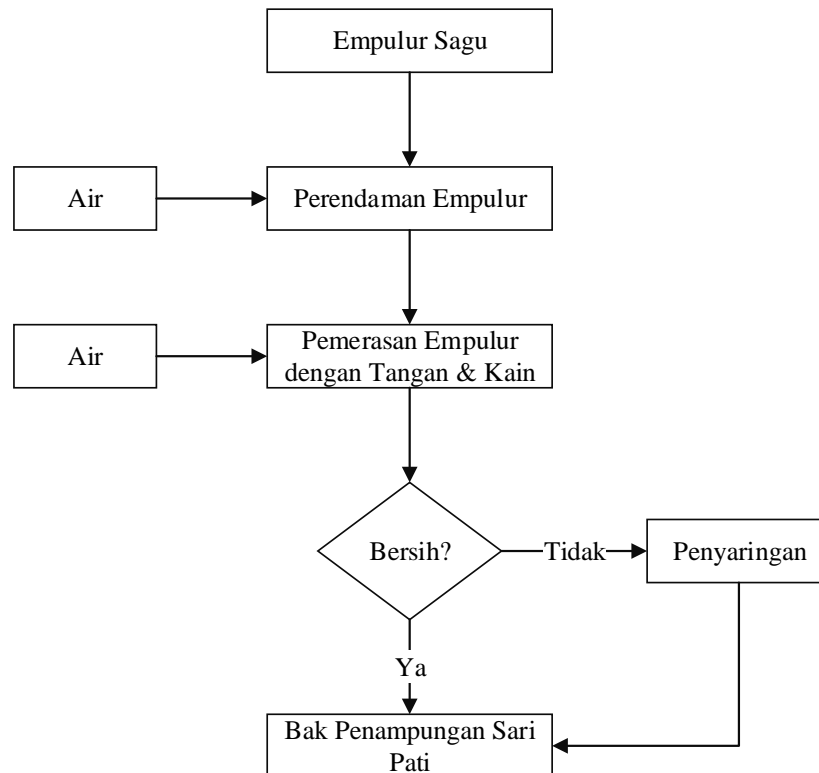 Empulur Sagu
Air
Perendaman Empulur
Air
Pemerasan Empulur
dengan Tangan & Kain
Bersih?
Tidak
Penyaringan
Ya
Bak Penampungan Sari
Pati